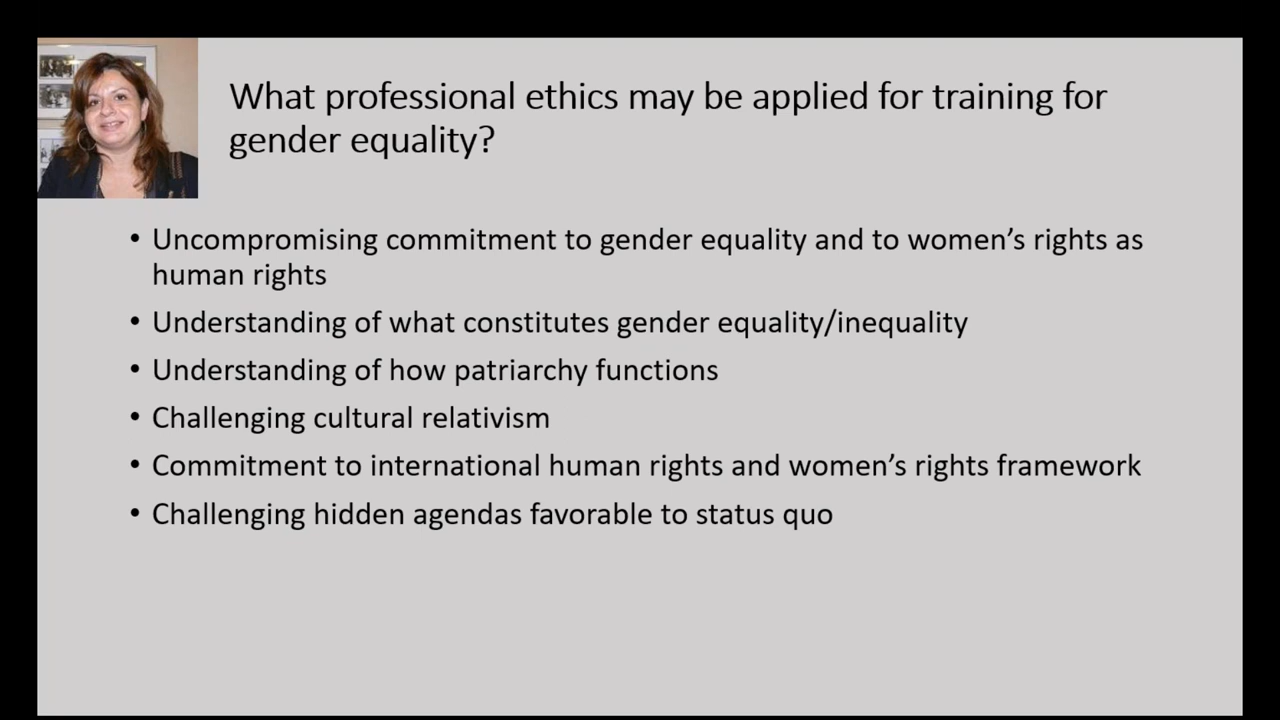 What professional ethics may be applied for training for
gender equality?
• Uncompromising commitment to gender equality and to women’s rights as
human rights
• Understanding of what constitutes gender equality/inequality
• Understanding of how patriarchy functions
• Challenging cultural relativism
• Commitment to international human rights and women’s rights framework
• Challenging hidden agendas favorable to status quo